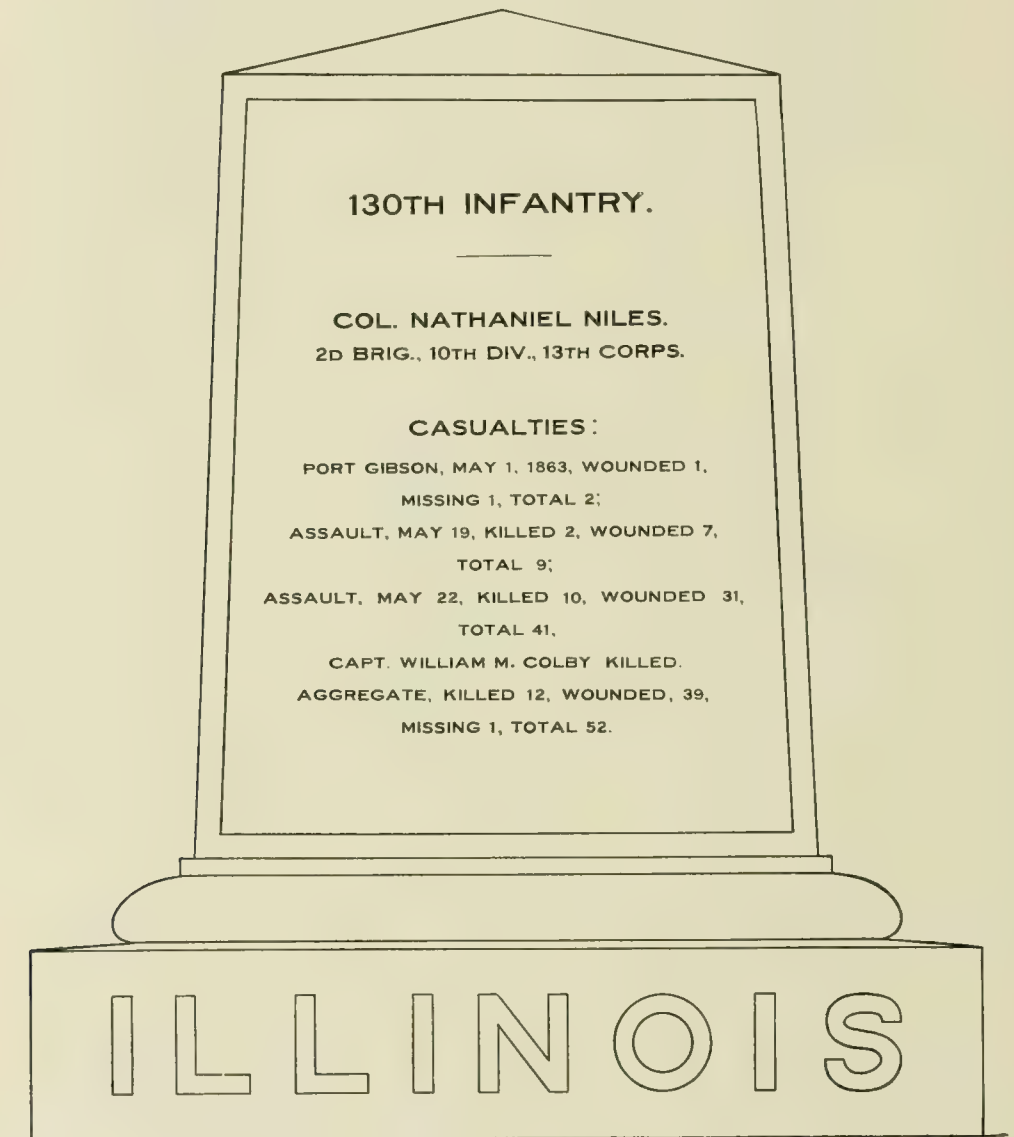 130TH INFANTRY.
COL. NATHANIEL NILES.
2D BRIG., 10TH DIV., 13TH CORPS.
CASUALTIES:
PORT GIBSON, MAY 1, 1863, WOUNDED 1,
MISSING 1, TOTAL 2;
ASSAULT, MAY 19, KILLED 2, WOUNDED 7,
TOTAL 9;
ASSAULT, MAY 22, KILLED 10, WOUNDED 31,
TOTAL 41,
CAPT. WILLIAM M. COLBY KILLED.
AGGREGATE, KILLED 12, WOUNDED, 39,
MISSING 1, TOTAL 52.
ILLINOIS